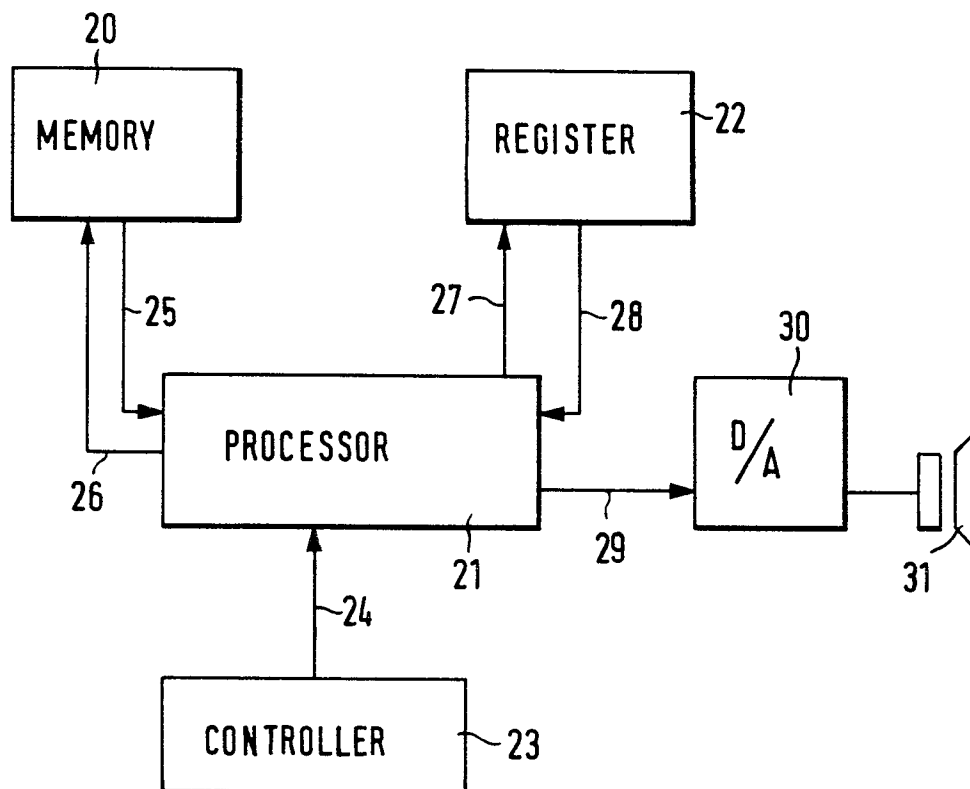 20
MEMORY
REGISTER
22
25
27
28
30
PROCESSOR
D/A
26
21
29
31
24
CONTROLLER
23